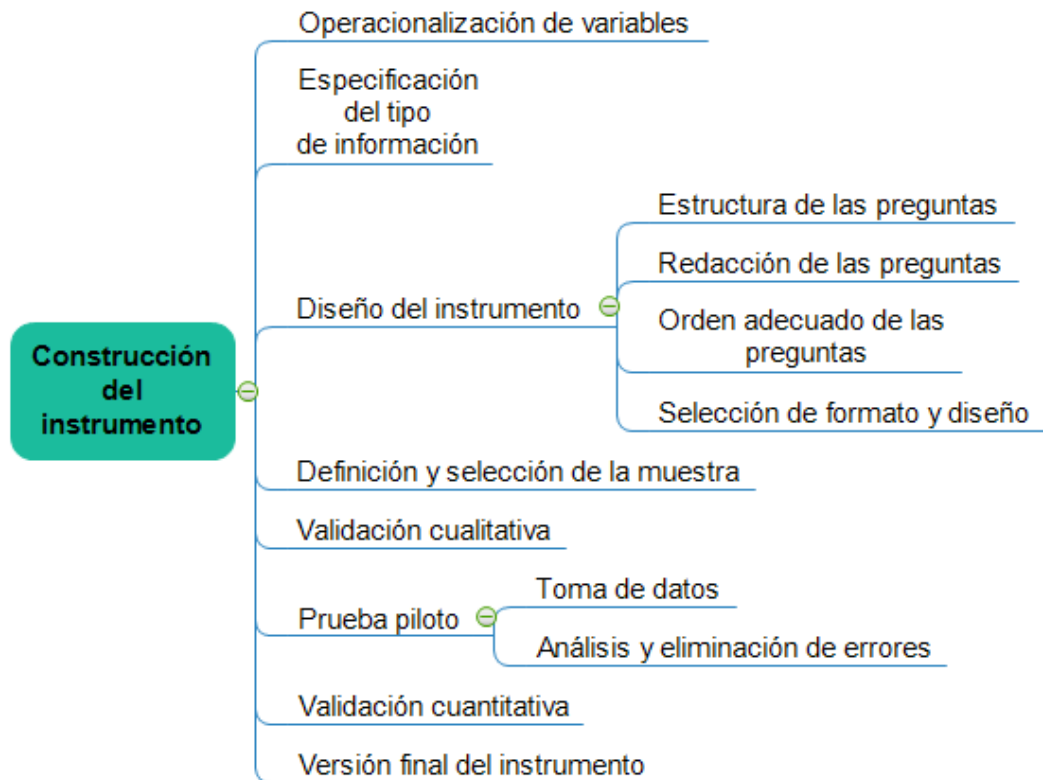 Operacionalización de variables
Especificación
del tipo
de información
Estructura de las preguntas
Redacción de las preguntas
Diseño del instrumento
Orden adecuado de las
preguntas
Selección de formato y diseño
Construcción
del
instrumento
Definición y selección de la muestra
Validación cualitativa
Prueba piloto
Toma de datos
Análisis y eliminación de errores
Validación cuantitativa
Versión final del instrumento